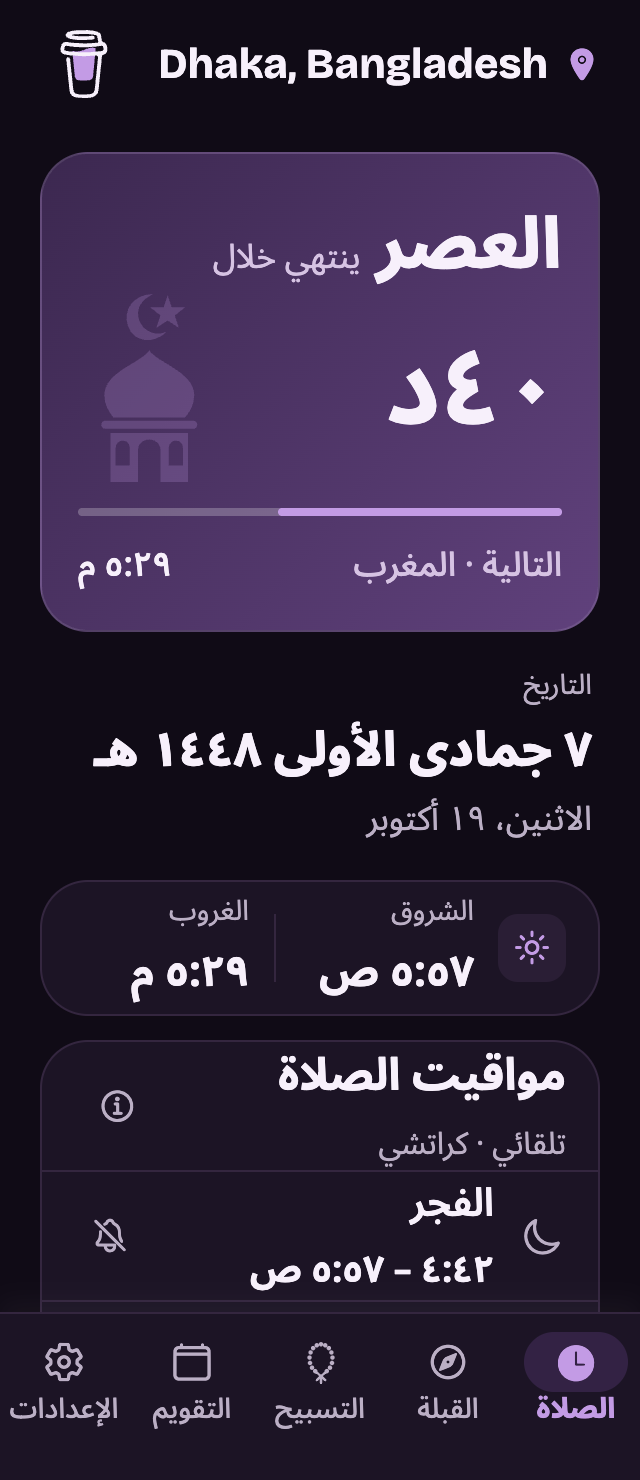 Dhaka, Bangladesh
العصر ينتهي خلال
٤٠د
التالية · المغرب
٥:٢٩ م
التاريخ
٧ جمادى الأولى ١٤٤٨ هـ
الاثنين، ١٩ أكتوبر
الشروق
٥:٥٧ ص
الغروب
٥:٢٩ م
مواقيت الصلاة
تلقائي · كراتشي
الفجر
٤:٤٢ – ٥:٥٧ ص
الصلاة
القبلة
التسبيح
التقويم
الإعدادات